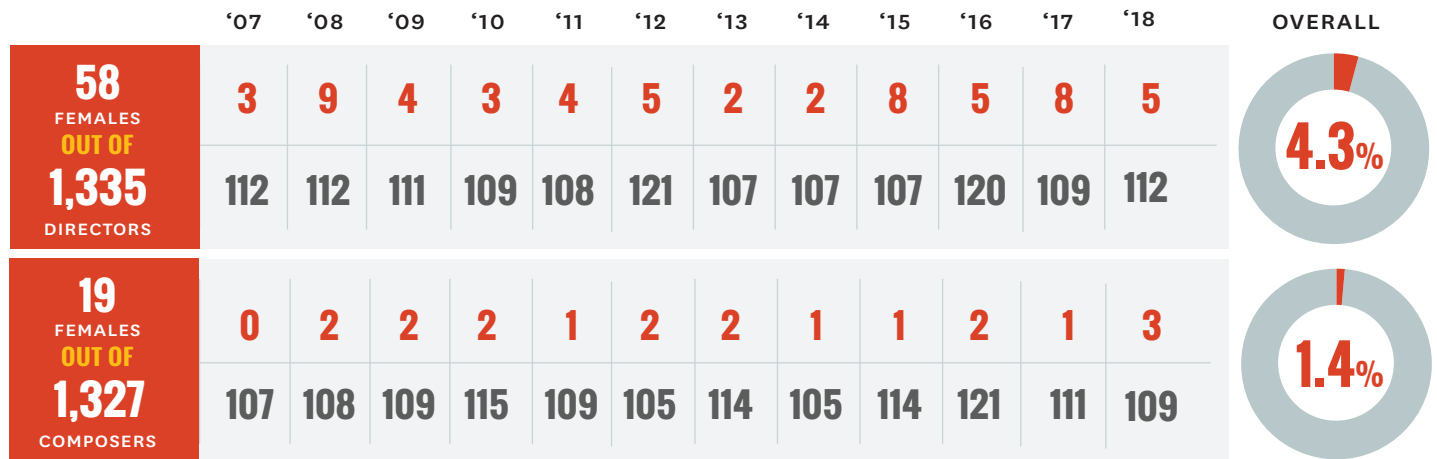 ‘07 ‘08 ‘09 ‘10 ‘11 ‘12 ‘13 ‘14 ‘15 ‘16 ‘17 ‘18 OVERALL
58
FEMALES
OUT OF
1,335
DIRECTORS
3 9 4 3 4 5 2 2 8 5 8 5
112 112 111 109 108 121 107 107 107 120 109 112
4.3%
19
FEMALES
OUT OF
1,327
COMPOSERS
0 2 2 2 1 2 2 1 1 2 1 3
107 108 109 115 109 105 114 105 114 121 111 109
1.4%